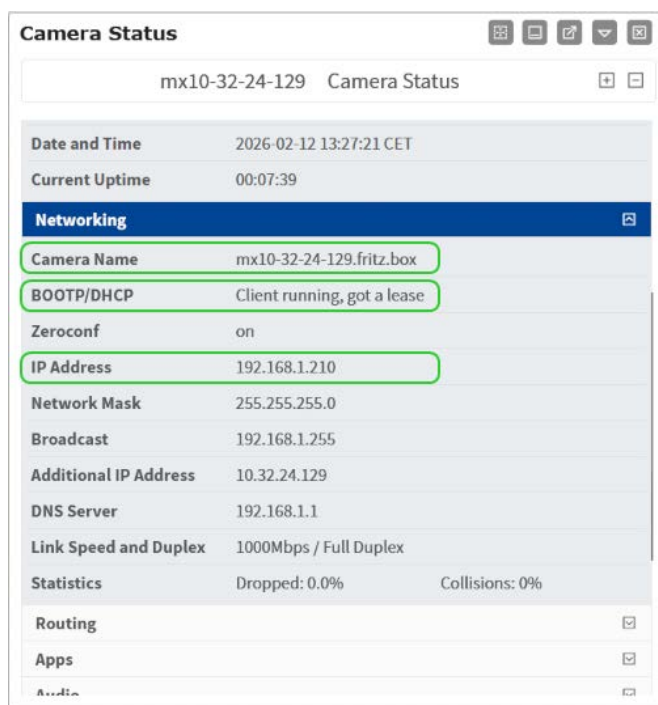 Camera Status
mx10-32-24-129 Camera Status
Date and Time 2026-02-12 13:27:21 CET
Current Uptime 00:07:39
Networking
Camera Name mx10-32-24-129.fritz.box
BOOTP/DHCP Client running, got a lease
Zeroconf on
IP Address 192.168.1.210
Network Mask 255.255.255.0
Broadcast 192.168.1.255
Additional IP Address 10.32.24.129
DNS Server 192.168.1.1
Link Speed and Duplex 1000Mbps / Full Duplex
Statistics Dropped: 0.0% Collisions: 0%
Routing
Apps
Audio